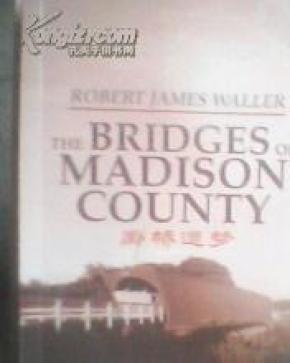 Kongfz.com
孔夫子旧书网
ROBERT JAMES WALLER
THE BRIDGES OF
MADISON
COUNTY
廊桥遗梦